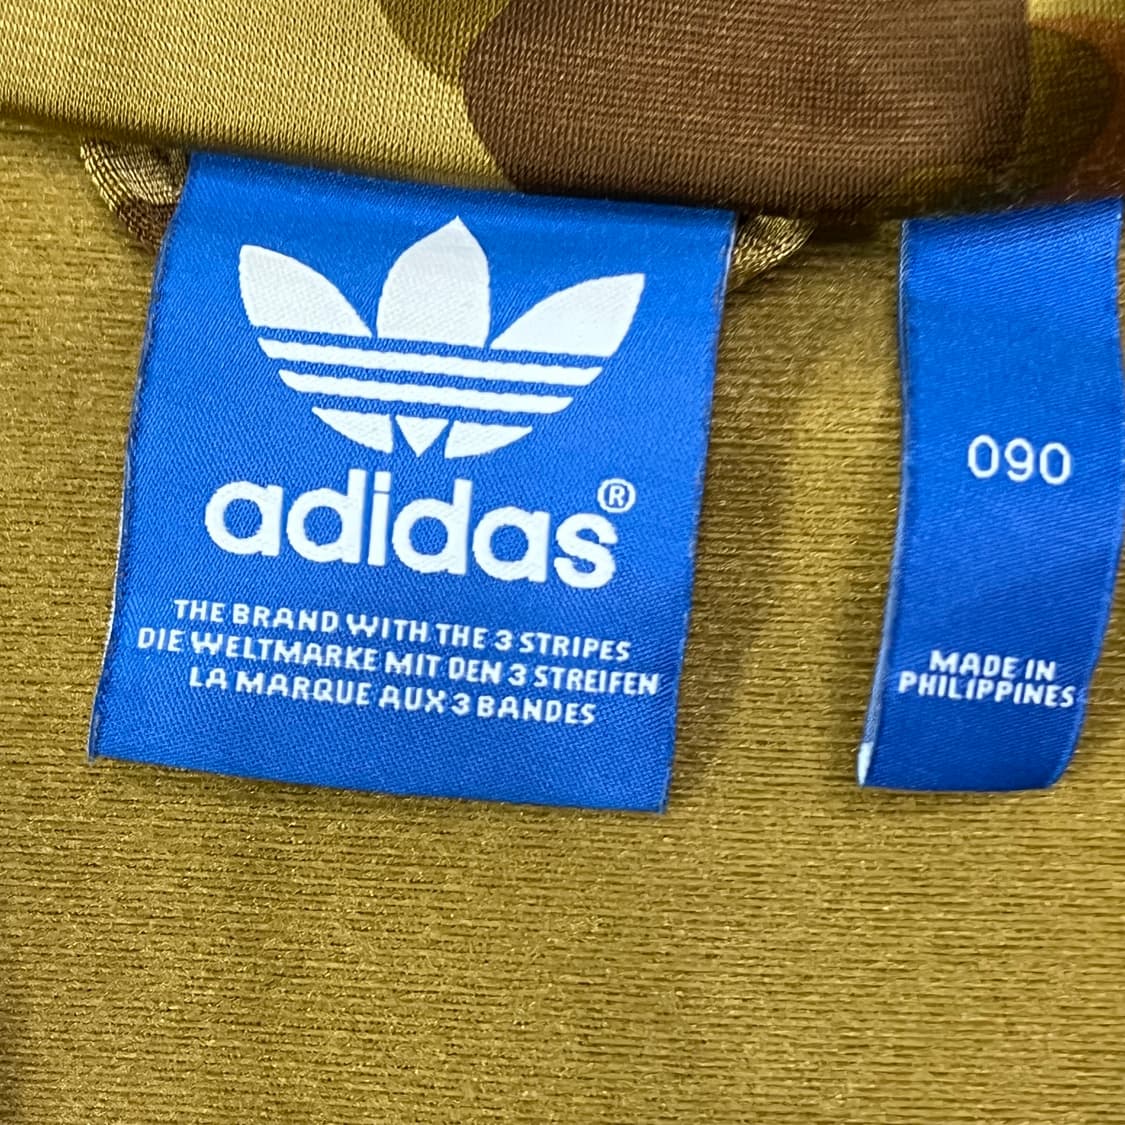 adidas®
THE BRAND WITH THE 3 STRIPES
DIE WELTMARKE MIT DEN 3 STREIFEN
LA MARQUE AUX 3 BANDES
090
MADE IN
PHILIPPINES